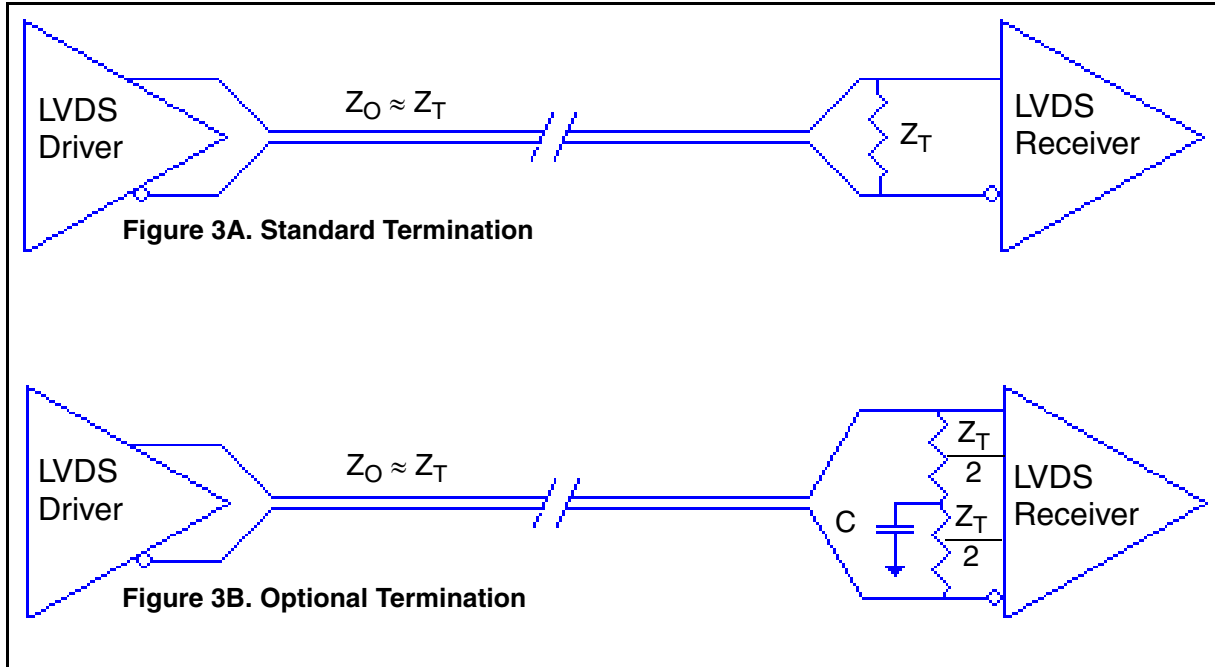 LVDS
Driver
Z_O ≈ Z_T
Z_T
LVDS
Receiver
Figure 3A. Standard Termination
LVDS
Driver
Z_O ≈ Z_T
C
Z_T
2
Z_T
2
LVDS
Receiver
Figure 3B. Optional Termination